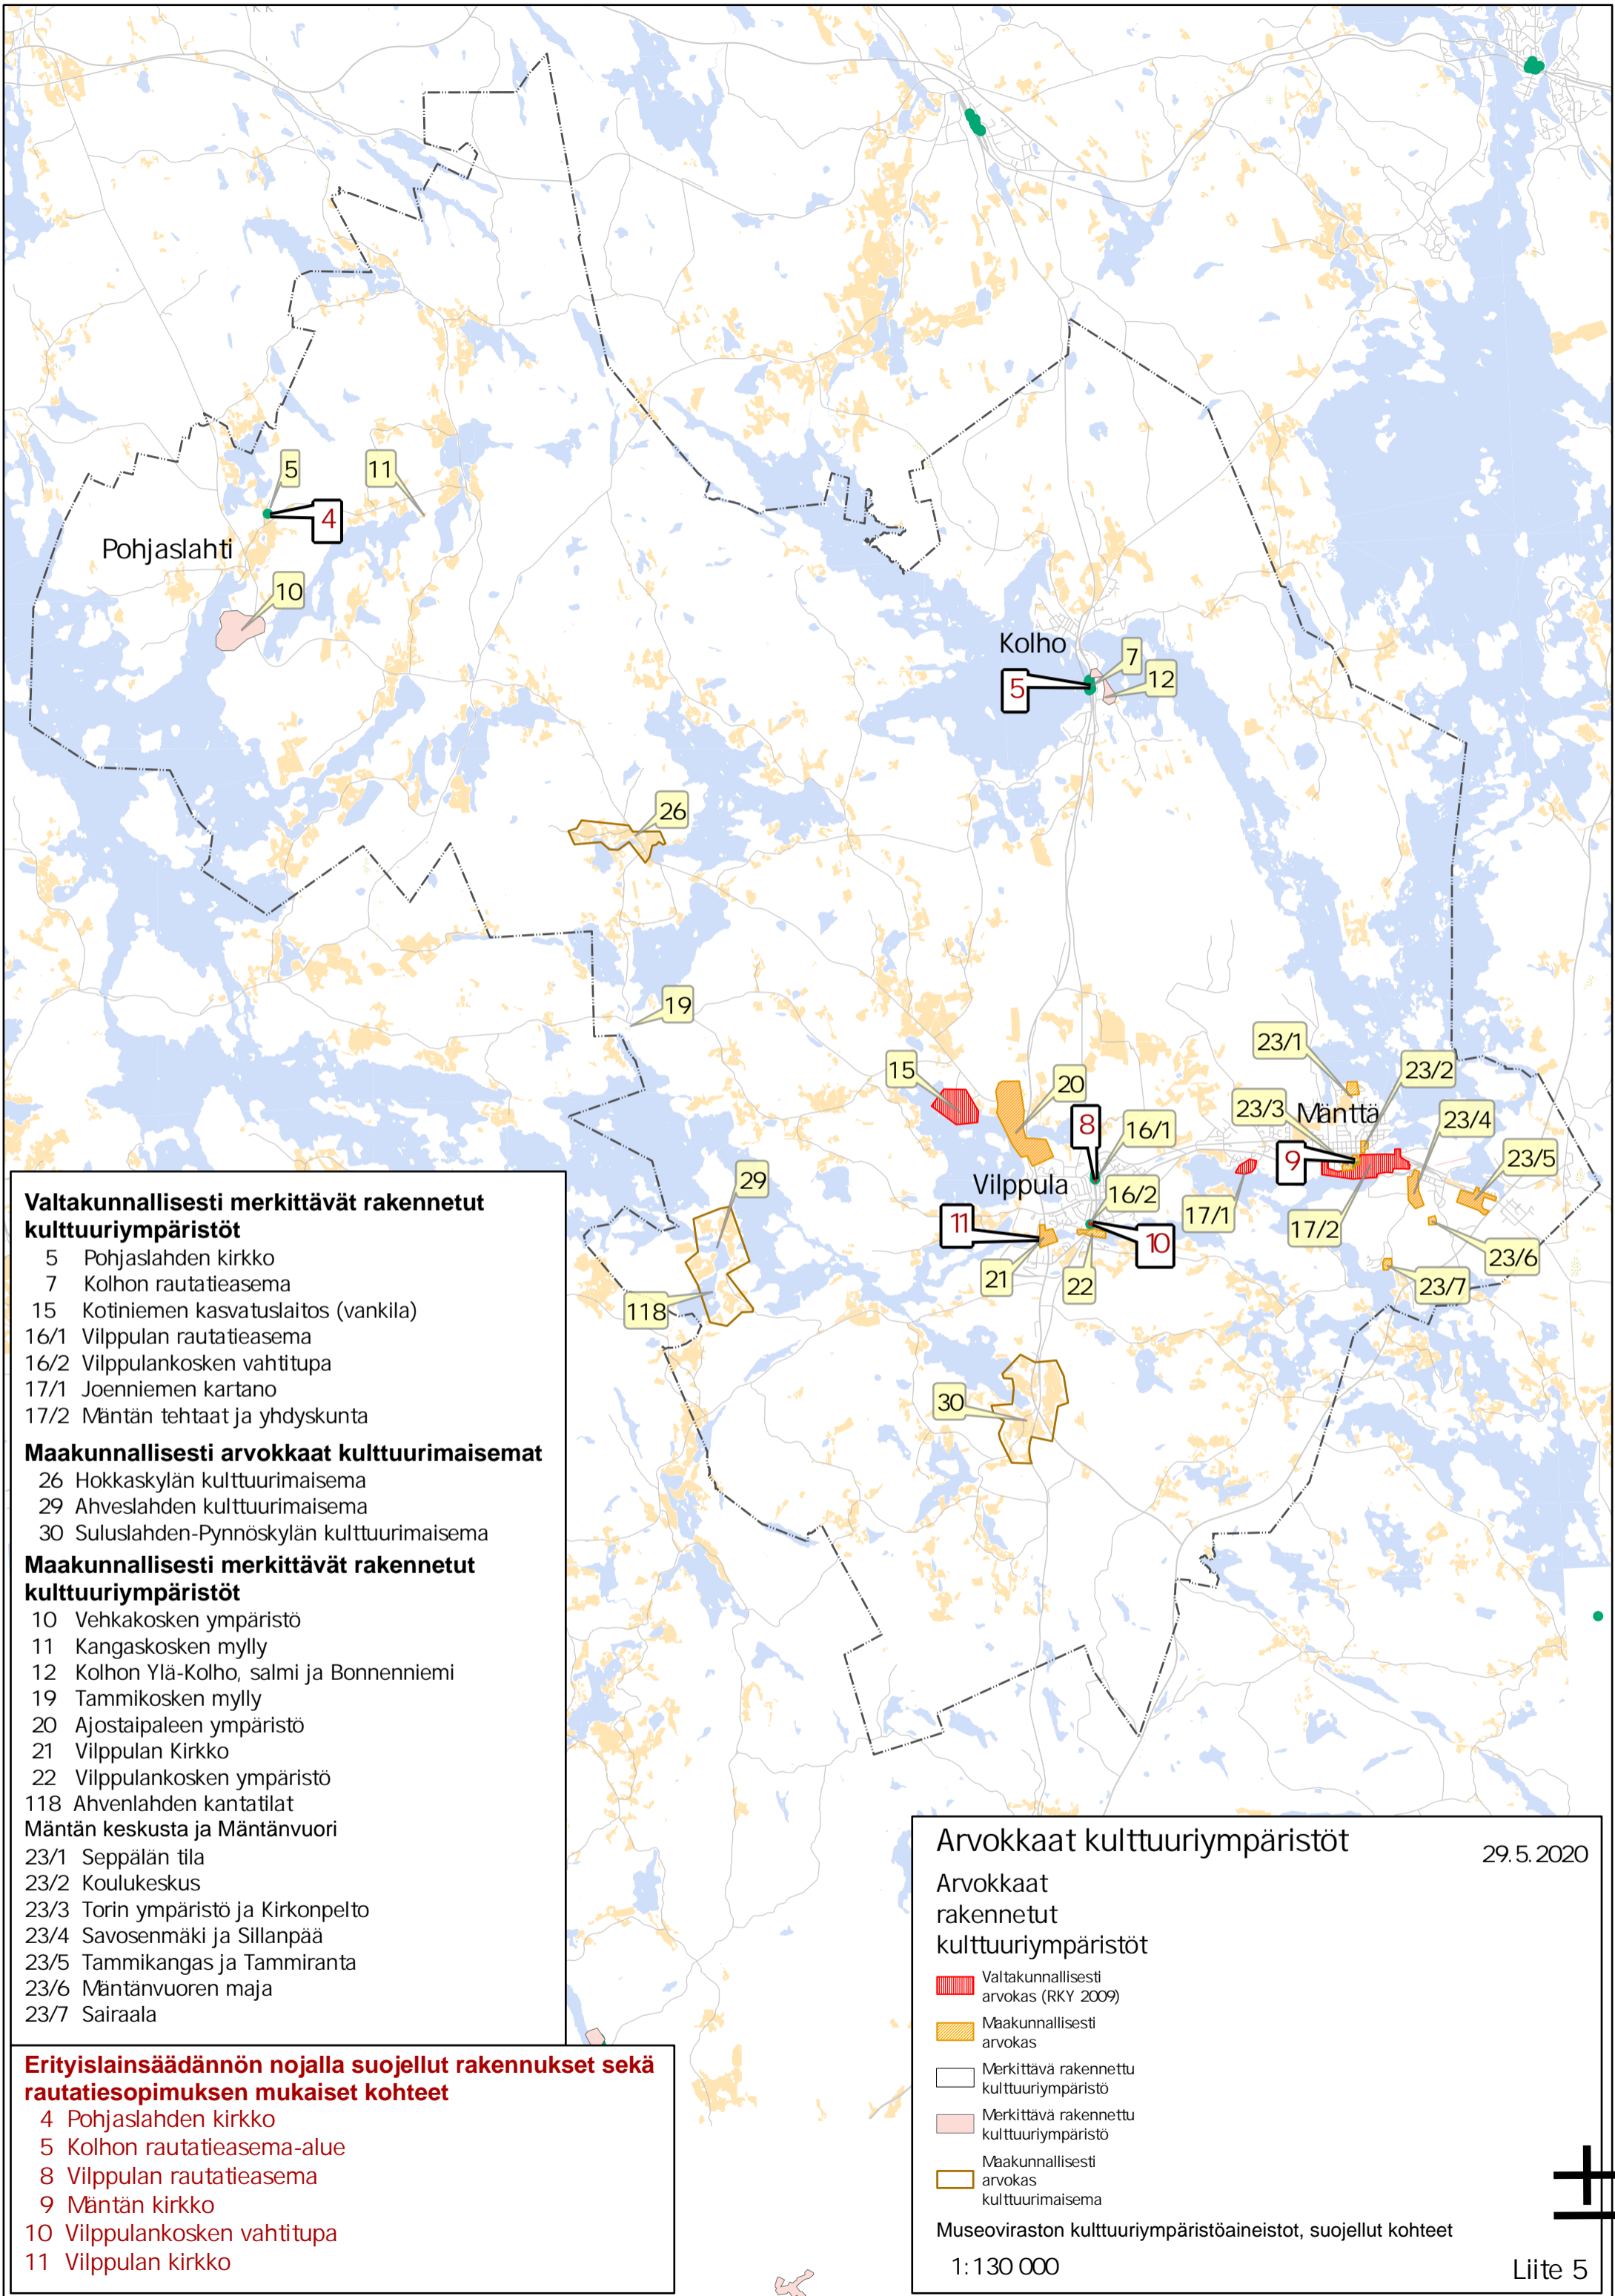 5
11
4
Pohjaslahti
10
Kolho
7
5
12
26
19
23/1
15
20
23/2
8
23/3
Mänttä
16/1
23/4
9
23/5
29
Vilppula
16/2
17/1
11
17/2
10
23/6
21
22
23/7
118
30
Valtakunnallisesti merkittävät rakennetut
kulttuuriympäristöt
5 Pohjaslahden kirkko
7 Kolhon rautatieasema
15 Kotiniemen kasvatuslaitos (vankila)
16/1 Vilppulan rautatieasema
16/2 Vilppulankosken vahtitupa
17/1 Joenniemen kartano
17/2 Mäntän tehtaat ja yhdyskunta
Maakunnallisesti arvokkaat kulttuurimaisemat
26 Hokkaskylän kulttuurimaisema
29 Ahveslahden kulttuurimaisema
30 Suluslahden-Pynnöskylän kulttuurimaisema
Maakunnallisesti merkittävät rakennetut
kulttuuriympäristöt
10 Vehkakosken ympäristö
11 Kangaskosken mylly
12 Kolhon Ylä-Kolho, salmi ja Bonnenniemi
19 Tammikosken mylly
20 Ajostaipaleen ympäristö
21 Vilppulan Kirkko
22 Vilppulankosken ympäristö
118 Ahvenlahden kantatilat
Mäntän keskusta ja Mäntänvuori
23/1 Seppälän tila
23/2 Koulukeskus
23/3 Torin ympäristö ja Kirkonpelto
23/4 Savosenmäki ja Sillanpää
23/5 Tammikangas ja Tammiranta
23/6 Mäntänvuoren maja
23/7 Sairaala
Erityislainsäädännön nojalla suojellut rakennukset sekä
rautatiesopimuksen mukaiset kohteet
4 Pohjaslahden kirkko
5 Kolhon rautatieasema-alue
8 Vilppulan rautatieasema
9 Mäntän kirkko
10 Vilppulankosken vahtitupa
11 Vilppulan kirkko
Arvokkaat kulttuuriympäristöt
29.5.2020
Arvokkaat
rakennetut
kulttuuriympäristöt
Valtakunnallisesti
arvokas (RKY 2009)
Maakunnallisesti
arvokas
Merkittävä rakennettu
kulttuuriympäristö
Merkittävä rakennettu
kulttuuriympäristö
Maakunnallisesti
arvokas
kulttuurimaisema
Museoviraston kulttuuriympäristöaineistot, suojellut kohteet
1:130 000
Liite 5